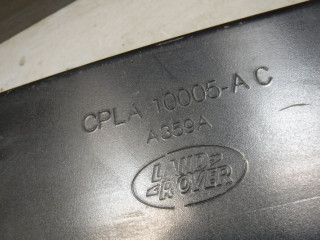 CPLA 10005-A C
A359A
LAND
ROVER